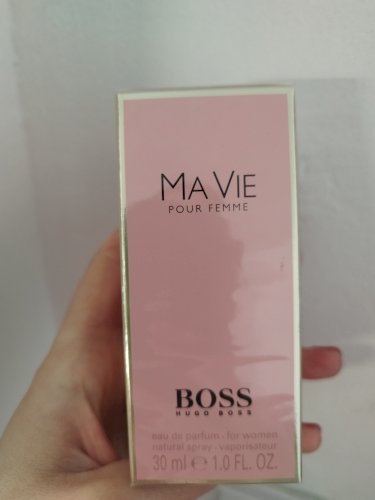 MA VIE
POUR FEMME
BOSS
HUGO BOSS
eau de parfum - for women
natural spray - vaporisateur
30 ml ℮ 1.0 FL. OZ.